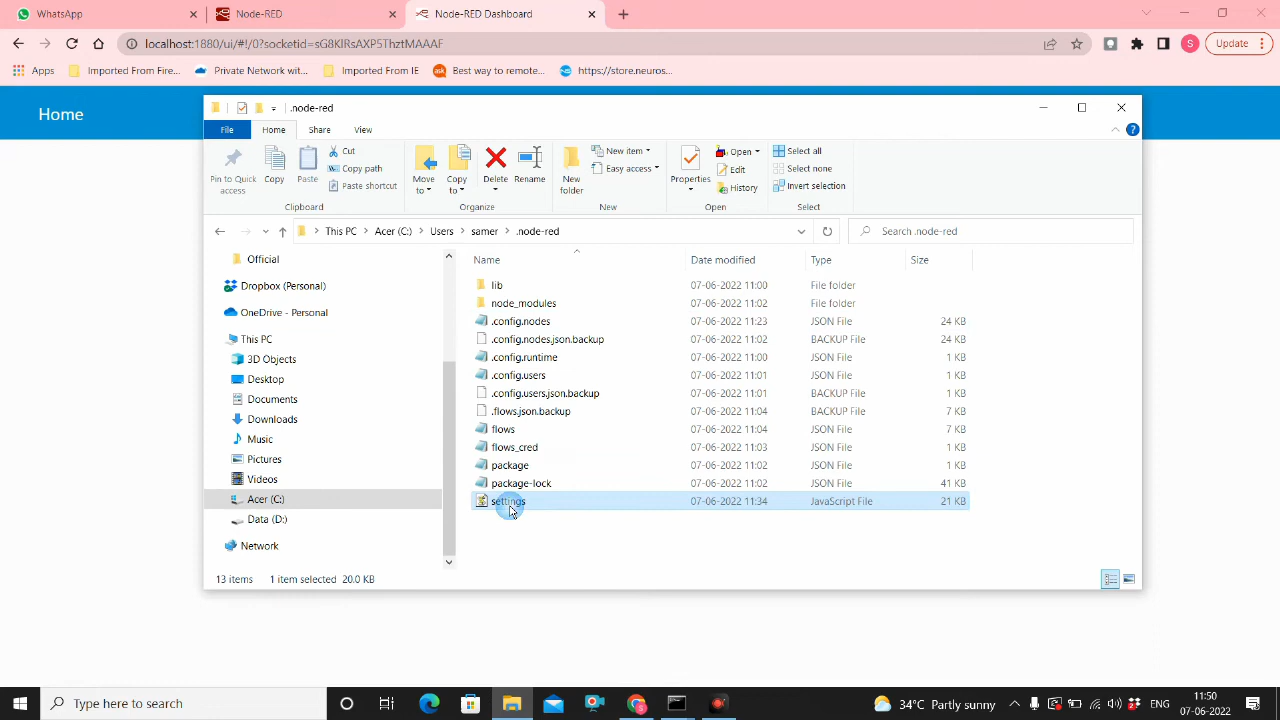 WhatsApp
Node-RED
Node-RED Dashboard
localhost:1880/ui/#!/0?socketid=sG8KlRsAXP5ThztMAAAF
S
Update
Apps
Imported From Fire...
Private Network wit...
Imported From IE
ask
Best way to remote...
https://store.neuros...
Home
.node-red
File
Home
Share
View
Pin to Quick access
Copy
Paste
Cut
Copy path
Paste shortcut
Clipboard
Move to
Copy to
Delete
Rename
Organize
New folder
New item
Easy access
New
Properties
Open
Edit
History
Open
Select all
Select none
Invert selection
Select
This PC
Acer (C:)
Users
samer
.node-red
Search .node-red
Official
Dropbox (Personal)
OneDrive - Personal
This PC
3D Objects
Desktop
Documents
Downloads
Music
Pictures
Videos
Acer (C:)
Data (D:)
Network
Name Date modified Type Size
lib 07-06-2022 11:00 File folder
node_modules 07-06-2022 11:02 File folder
.config.nodes 07-06-2022 11:23 JSON File 24 KB
.config.nodes.json.backup 07-06-2022 11:02 BACKUP File 24 KB
.config.runtime 07-06-2022 11:00 JSON File 1 KB
.config.users 07-06-2022 11:01 JSON File 1 KB
.config.users.json.backup 07-06-2022 11:01 BACKUP File 1 KB
.flows.json.backup 07-06-2022 11:04 BACKUP File 7 KB
flows 07-06-2022 11:04 JSON File 7 KB
flows_cred 07-06-2022 11:03 JSON File 1 KB
package 07-06-2022 11:02 JSON File 1 KB
package-lock 07-06-2022 11:02 JSON File 41 KB
settings 07-06-2022 11:34 JavaScript File 21 KB
13 items 1 item selected 20.0 KB
Type here to search
34°C Partly sunny
ENG
11:50
07-06-2022